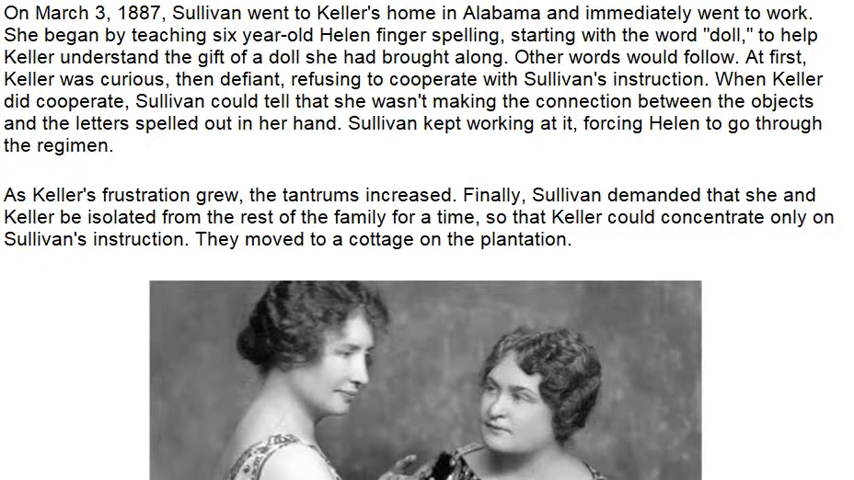 On March 3, 1887, Sullivan went to Keller's home in Alabama and immediately went to work.
She began by teaching six year-old Helen finger spelling, starting with the word "doll," to help
Keller understand the gift of a doll she had brought along. Other words would follow. At first,
Keller was curious, then defiant, refusing to cooperate with Sullivan's instruction. When Keller
did cooperate, Sullivan could tell that she wasn't making the connection between the objects
and the letters spelled out in her hand. Sullivan kept working at it, forcing Helen to go through
the regimen.
As Keller's frustration grew, the tantrums increased. Finally, Sullivan demanded that she and
Keller be isolated from the rest of the family for a time, so that Keller could concentrate only on
Sullivan's instruction. They moved to a cottage on the plantation.